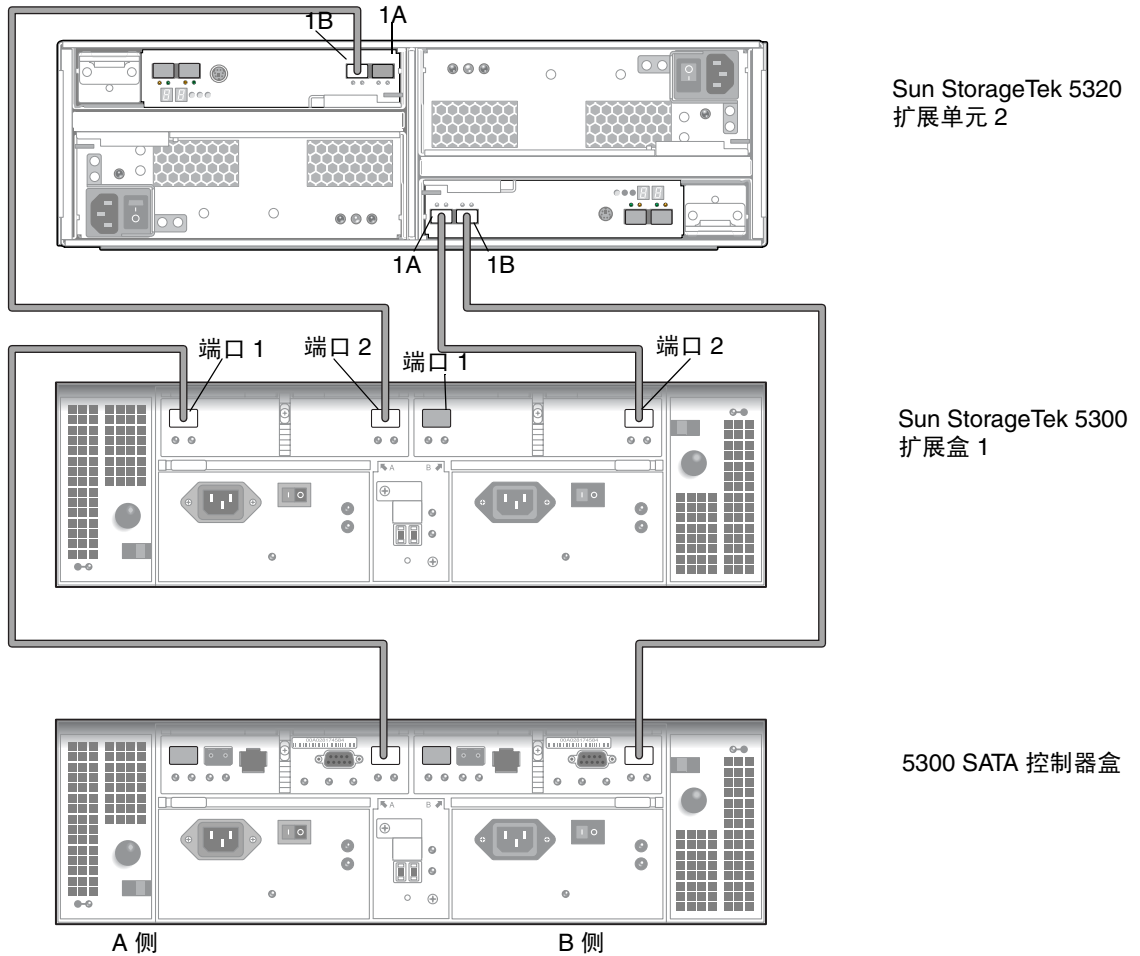 1B 1A
Sun StorageTek 5320
扩展单元 2
1A 1B
端口 1 端口 2 端口 1 端口 2
Sun StorageTek 5300
扩展盒 1
A B
5300 SATA 控制器盒
A B
A 侧 B 侧